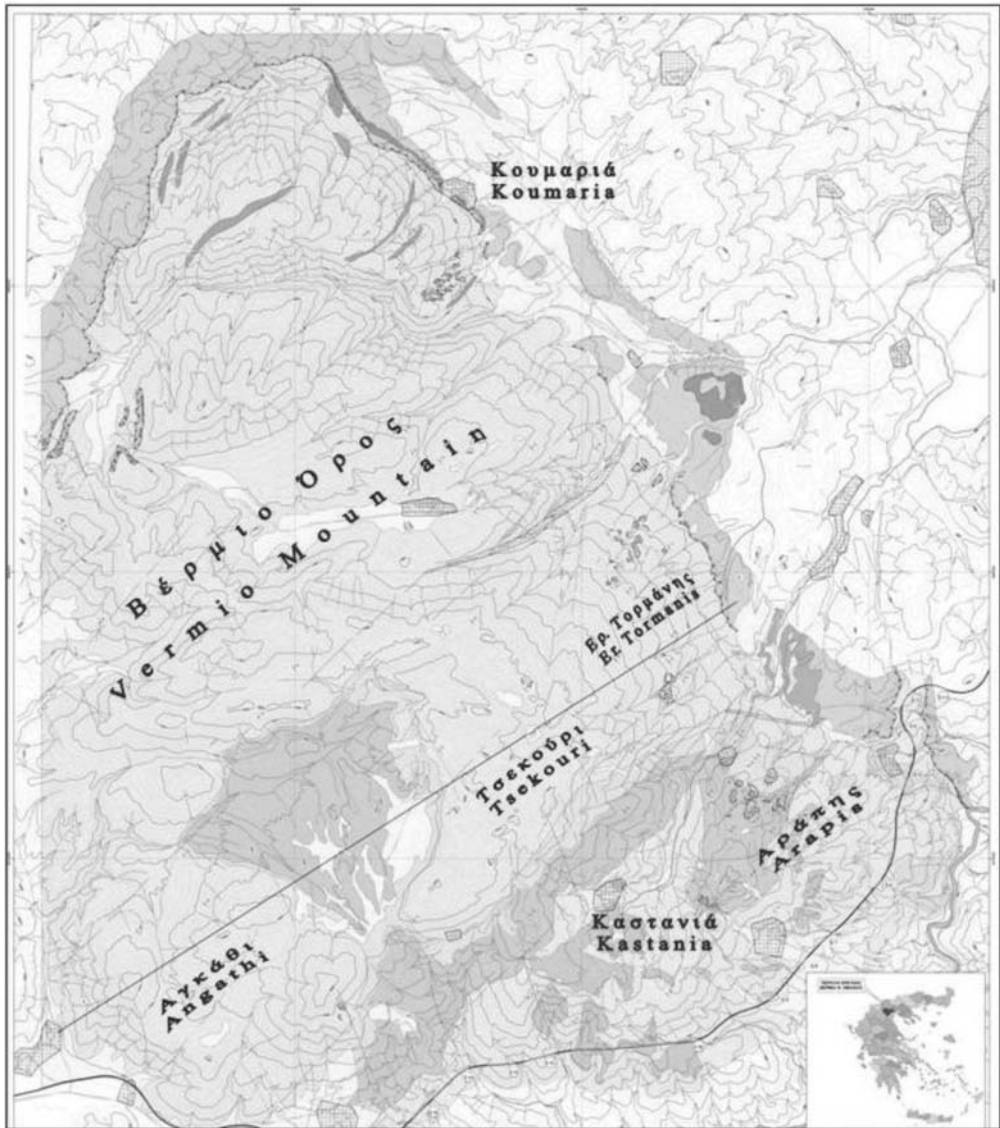 Κουμαριά
Koumaria
Βέρμιο Όρος
Vermio Mountain
Ερ. Τορμάνης
Er. Tormanis
Τσεκούρι
Tsekouri
Αράπης
Arapis
Καστανιά
Kastania
Αγκάθι
Angathi